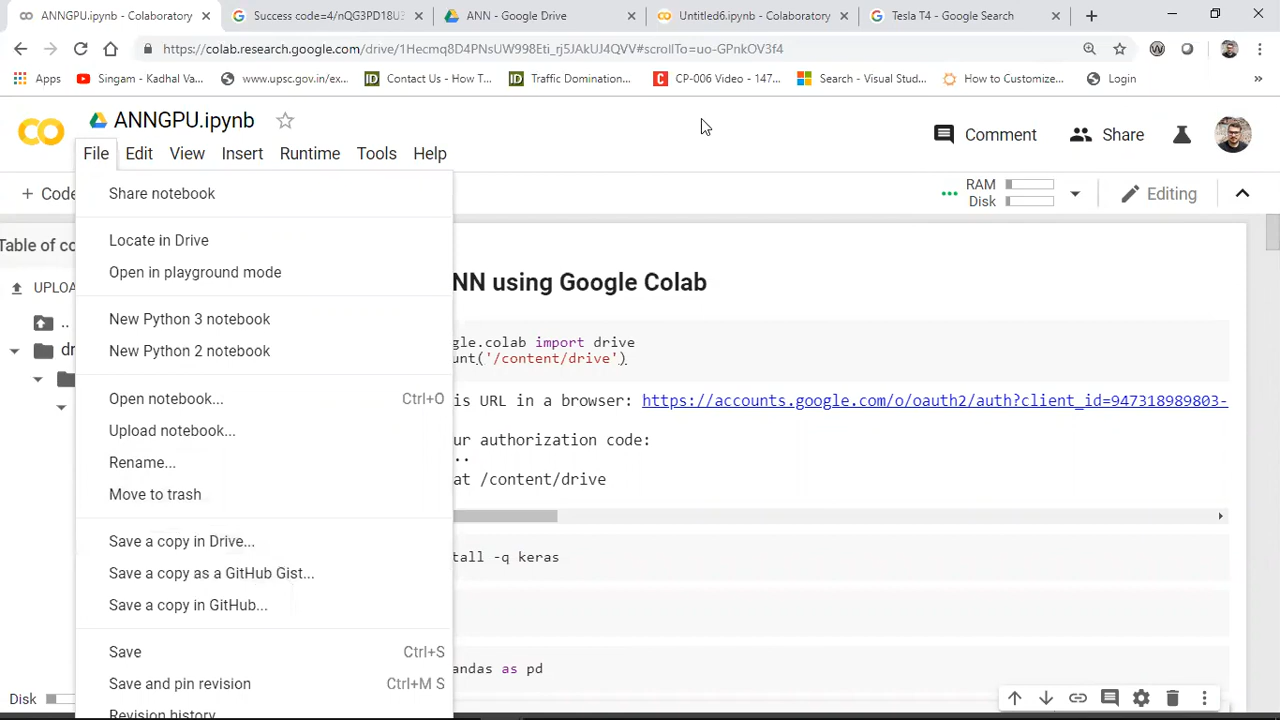 ANNGPU.ipynb - Colaboratory
Success code=4/nQG3PD18U3
ANN - Google Drive
Untitled6.ipynb - Colaboratory
Tesla T4 - Google Search
https://colab.research.google.com/drive/1Hecmq8D4PNsUW998Eti_rj5JAkUJ4QVV#scrollTo=uo-GPnkOV3f4
Apps
Singam - Kadhal Va...
www.upsc.gov.in/ex...
Contact Us - How T...
Traffic Domination...
CP-006 Video - 147...
Search - Visual Stud...
How to Customize...
Login
»
ANNGPU.ipynb
Comment
Share
File Edit View Insert Runtime Tools Help
+ Code
RAM
Disk
Editing
Share notebook
Locate in Drive
Open in playground mode
New Python 3 notebook
New Python 2 notebook
Open notebook... Ctrl+O
Upload notebook...
Rename...
Move to trash
Save a copy in Drive...
Save a copy as a GitHub Gist...
Save a copy in GitHub...
Save Ctrl+S
Save and pin revision Ctrl+M S
Revision history
Table of co
UPLOA
..
dr
Disk
NN using Google Colab
gle.colab import drive
unt('/content/drive')
is URL in a browser: https://accounts.google.com/o/oauth2/auth?client_id=947318989803-
ur authorization code:
..
at /content/drive
tall -q keras
andas as pd